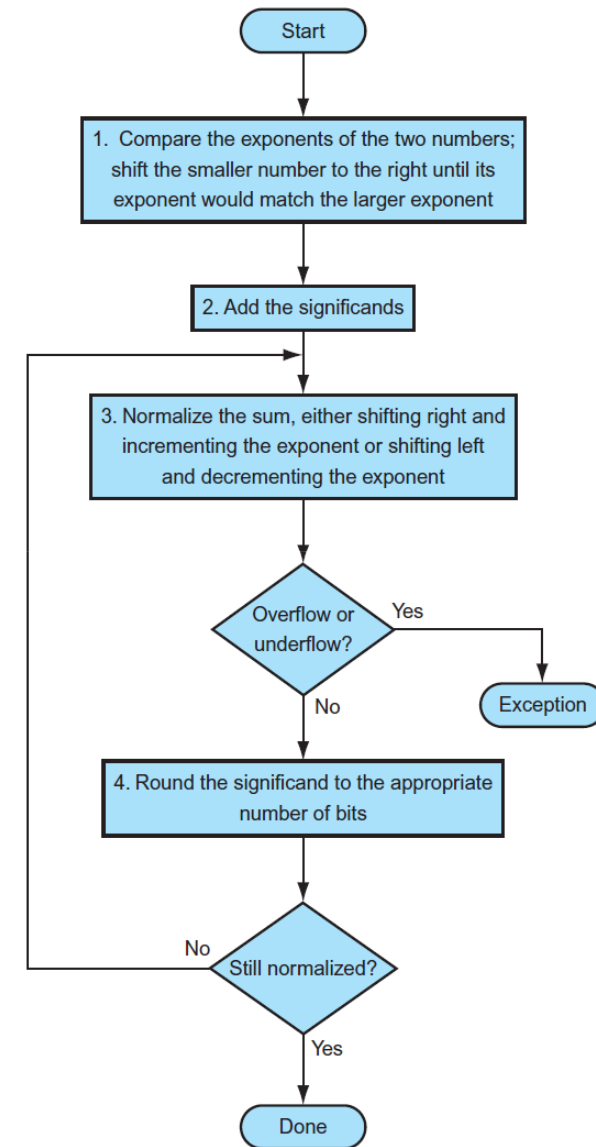 Start
1. Compare the exponents of the two numbers;
shift the smaller number to the right until its
exponent would match the larger exponent
2. Add the significands
3. Normalize the sum, either shifting right and
incrementing the exponent or shifting left
and decrementing the exponent
Overflow or
underflow?
Yes
Exception
No
4. Round the significand to the appropriate
number of bits
No
Still normalized?
Yes
Done